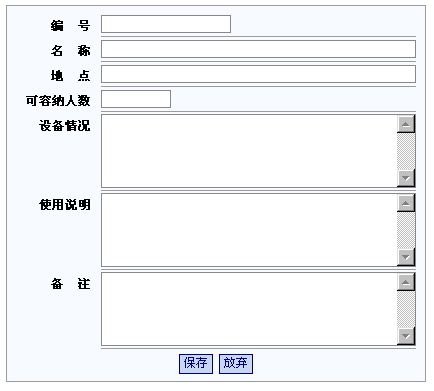 编 号
名 称
地 点
可容纳人数
设备情况
使用说明
备 注
保存 放弃